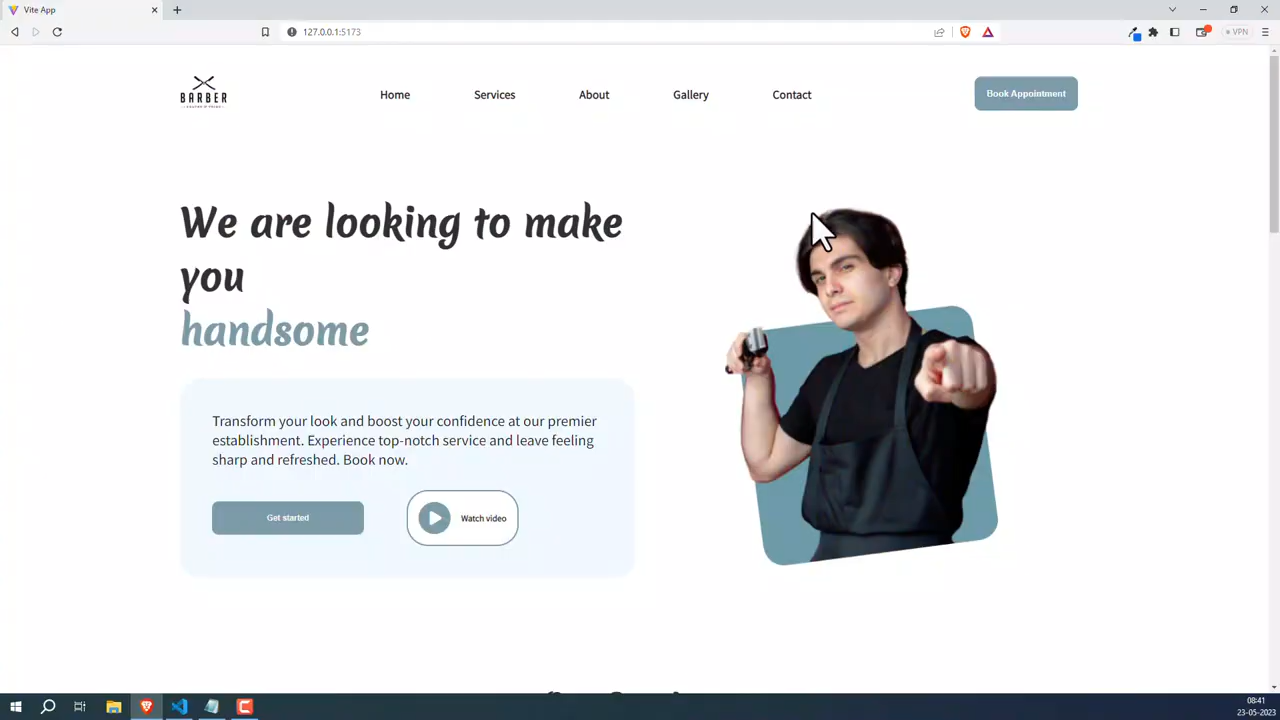 Vite App
127.0.0.1:5173
VPN
BARBER
Home
Services
About
Gallery
Contact
Book Appointment
We are looking to make
you
handsome
Transform your look and boost your confidence at our premier
establishment. Experience top-notch service and leave feeling
sharp and refreshed. Book now.
Get started
Watch video
08:41
23-05-2023